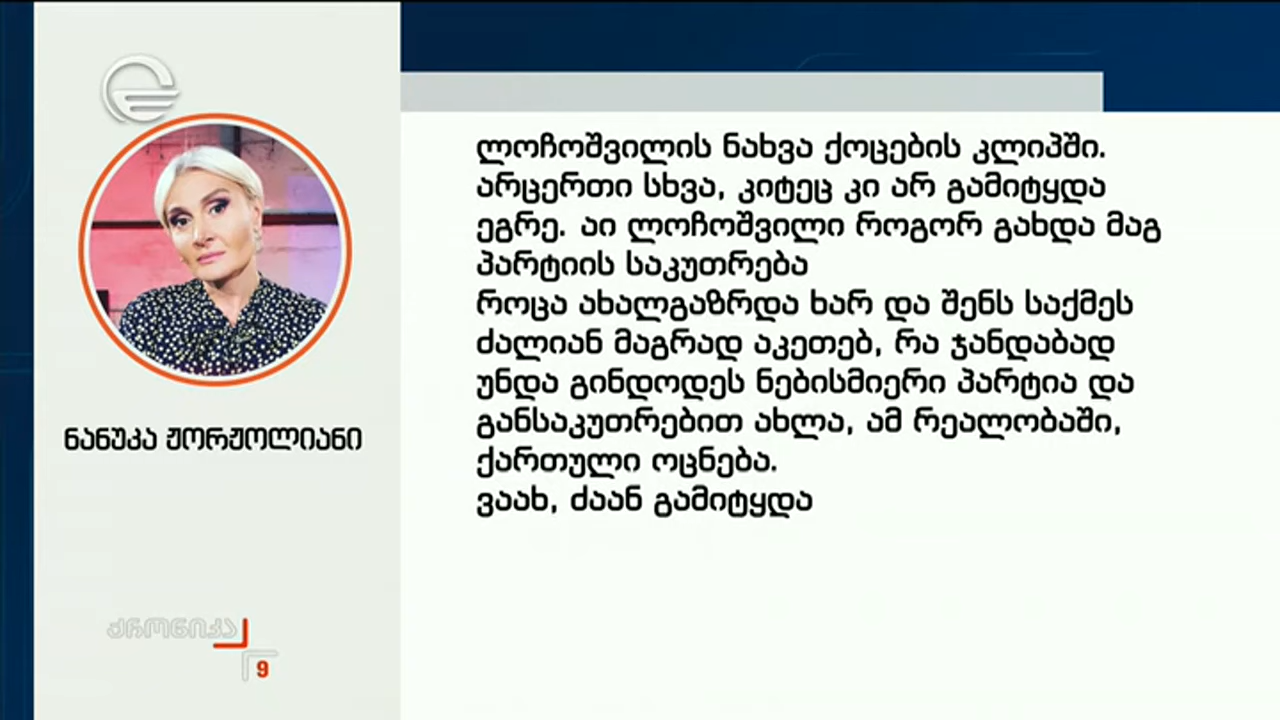 ლოჩოშვილის ნახვა ქოცების კლიპში.
არცერთი სხვა, კიტეც კი არ გამიტყდა
ეგრე. აი ლოჩოშვილი როგორ გახდა მაგ
პარტიის საკუთრება
როცა ახალგაზრდა ხარ და შენს საქმეს
ძალიან მაგრად აკეთებ, რა ჯანდაბად
უნდა გინდოდეს ნებისმიერი პარტია და
განსაკუთრებით ახლა, ამ რეალობაში,
ქართული ოცნება.
ვაახ, ძაან გამიტყდა
ნანუკა ჟორჟოლიანი
ქრონიკა
9